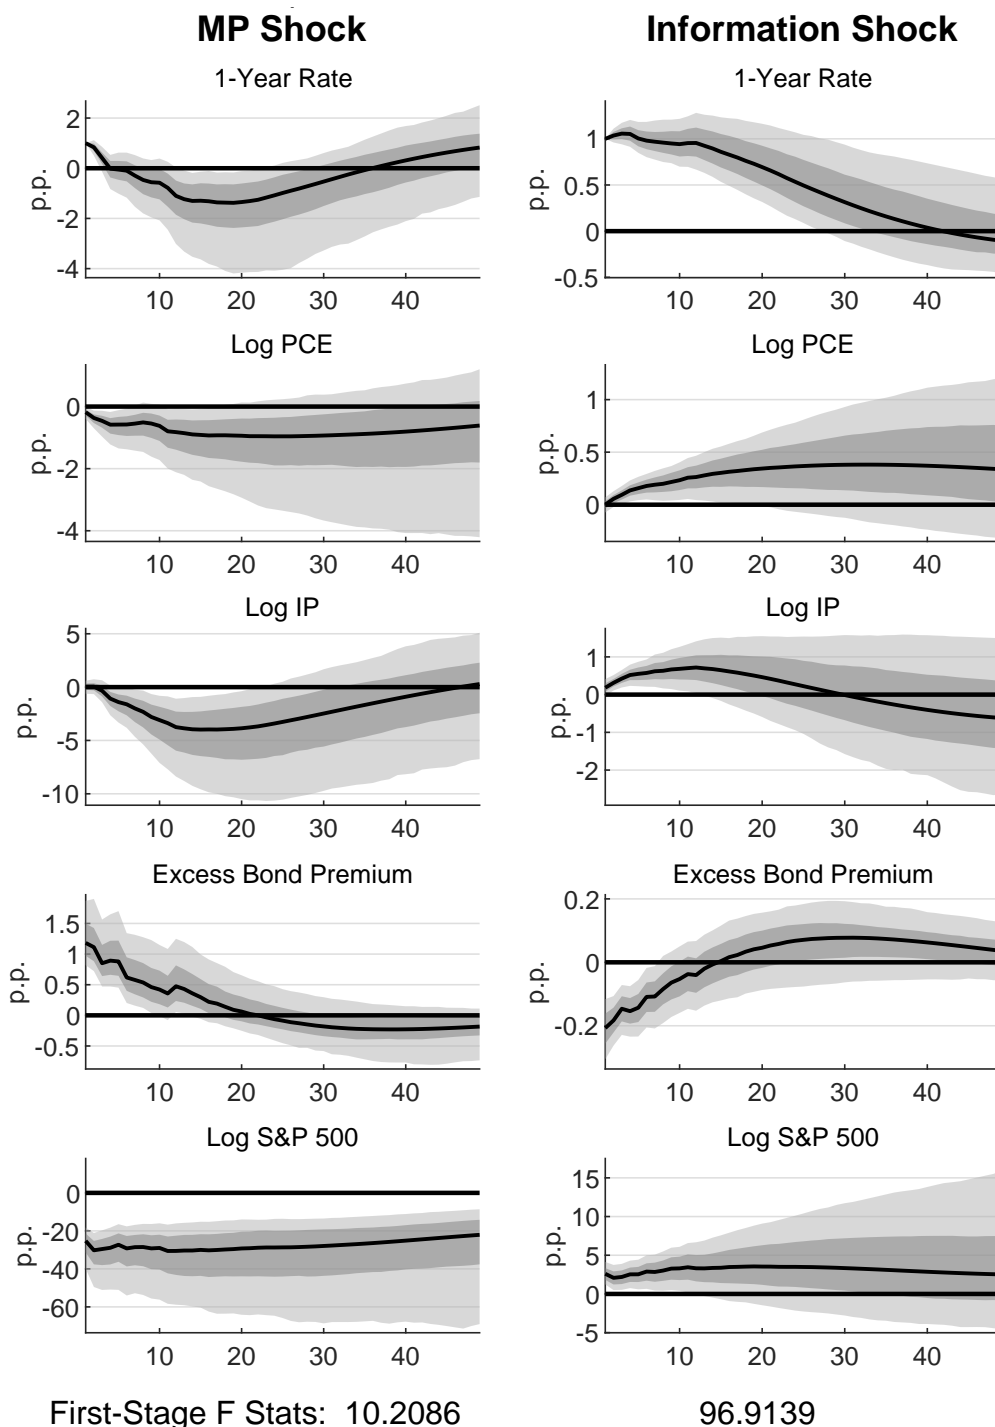 MP Shock
Information Shock
1-Year Rate
1-Year Rate
2
0
-2
-4
p.p.
10 20 30 40
1
0.5
0
-0.5
p.p.
10 20 30 40
Log PCE
Log PCE
0
-2
-4
p.p.
10 20 30 40
1
0.5
0
p.p.
10 20 30 40
Log IP
Log IP
5
0
-5
-10
p.p.
10 20 30 40
1
0
-1
-2
p.p.
10 20 30 40
Excess Bond Premium
Excess Bond Premium
1.5
1
0.5
0
-0.5
p.p.
10 20 30 40
0.2
0
-0.2
p.p.
10 20 30 40
Log S&P 500
Log S&P 500
0
-20
-40
-60
p.p.
10 20 30 40
15
10
5
0
-5
p.p.
10 20 30 40
First-Stage F Stats: 10.2086 96.9139